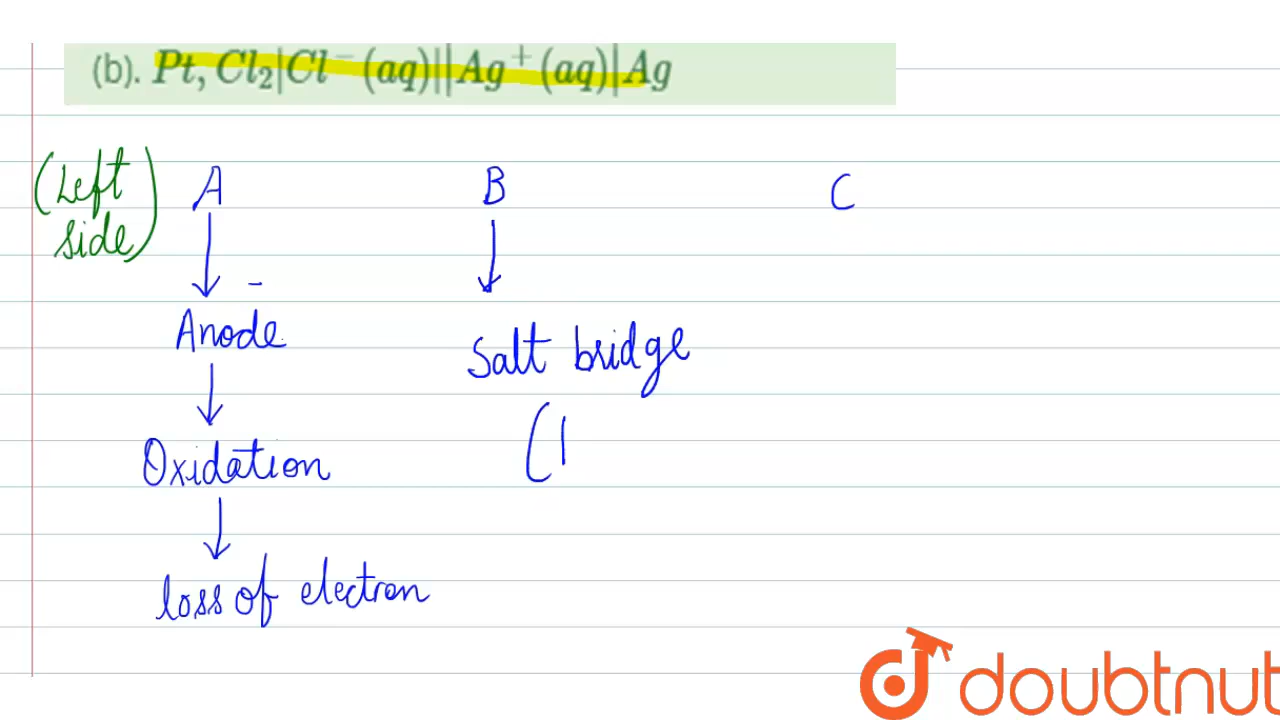 (b). Pt, Cl₂|Cl⁻(aq)||Ag⁺(aq)|Ag
(Left side) A B C
Anode
Salt bridge
(|
Oxidation
loss of electron
doubtnut